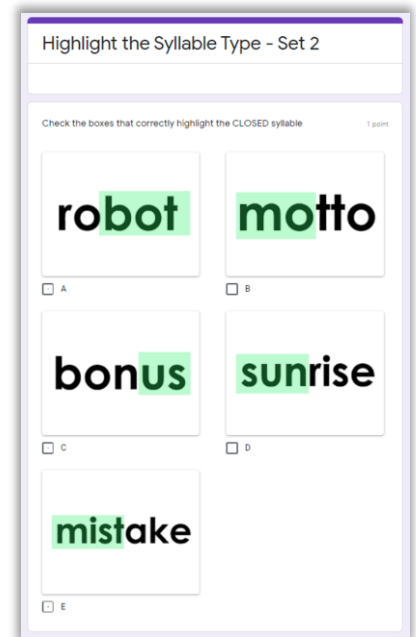 Highlight the Syllable Type - Set 2
Check the boxes that correctly highlight the CLOSED syllable 1 point
robot motto
A B
bonus sunrise
C D
mistake
E